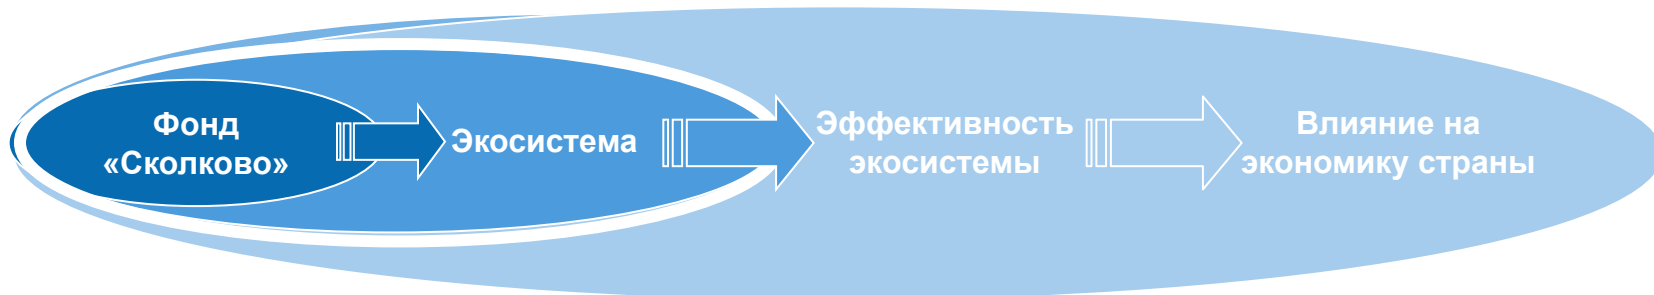 Фонд
«Сколково»
Экосистема
Эффективность
экосистемы
Влияние на
экономику страны